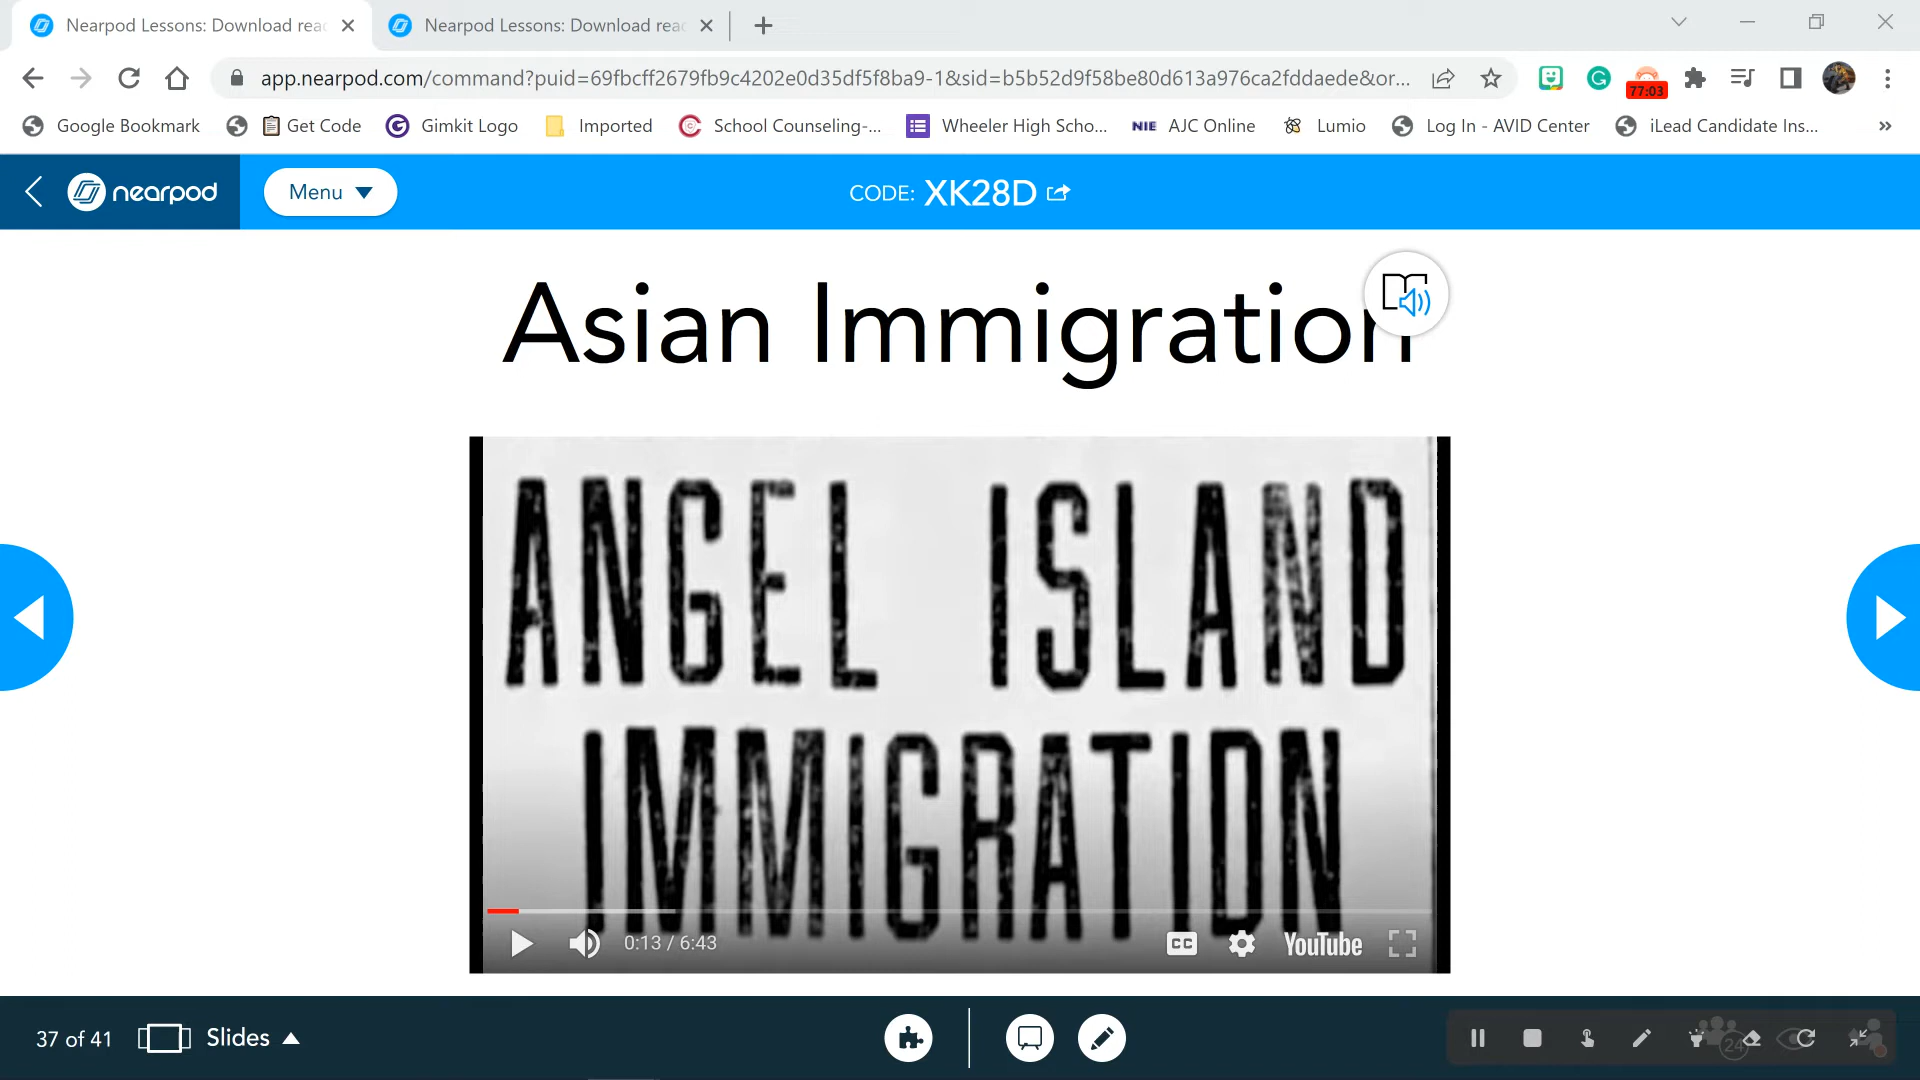 Nearpod Lessons: Download rea
Nearpod Lessons: Download rea
app.nearpod.com/command?puid=69fbcff2679fb9c4202e0d35df5f8ba9-1&sid=b5b52d9f58be80d613a976ca2fddaede&or...
77:03
Google Bookmark Get Code Gimkit Logo Imported School Counseling-... Wheeler High Scho... NIE AJC Online Lumio Log In - AVID Center iLead Candidate Ins... »
nearpod Menu CODE: XK28D
Asian Immigration
ANGEL ISLAND
IMMIGRATION
0:13 / 6:43 CC YouTube
37 of 41 Slides 24